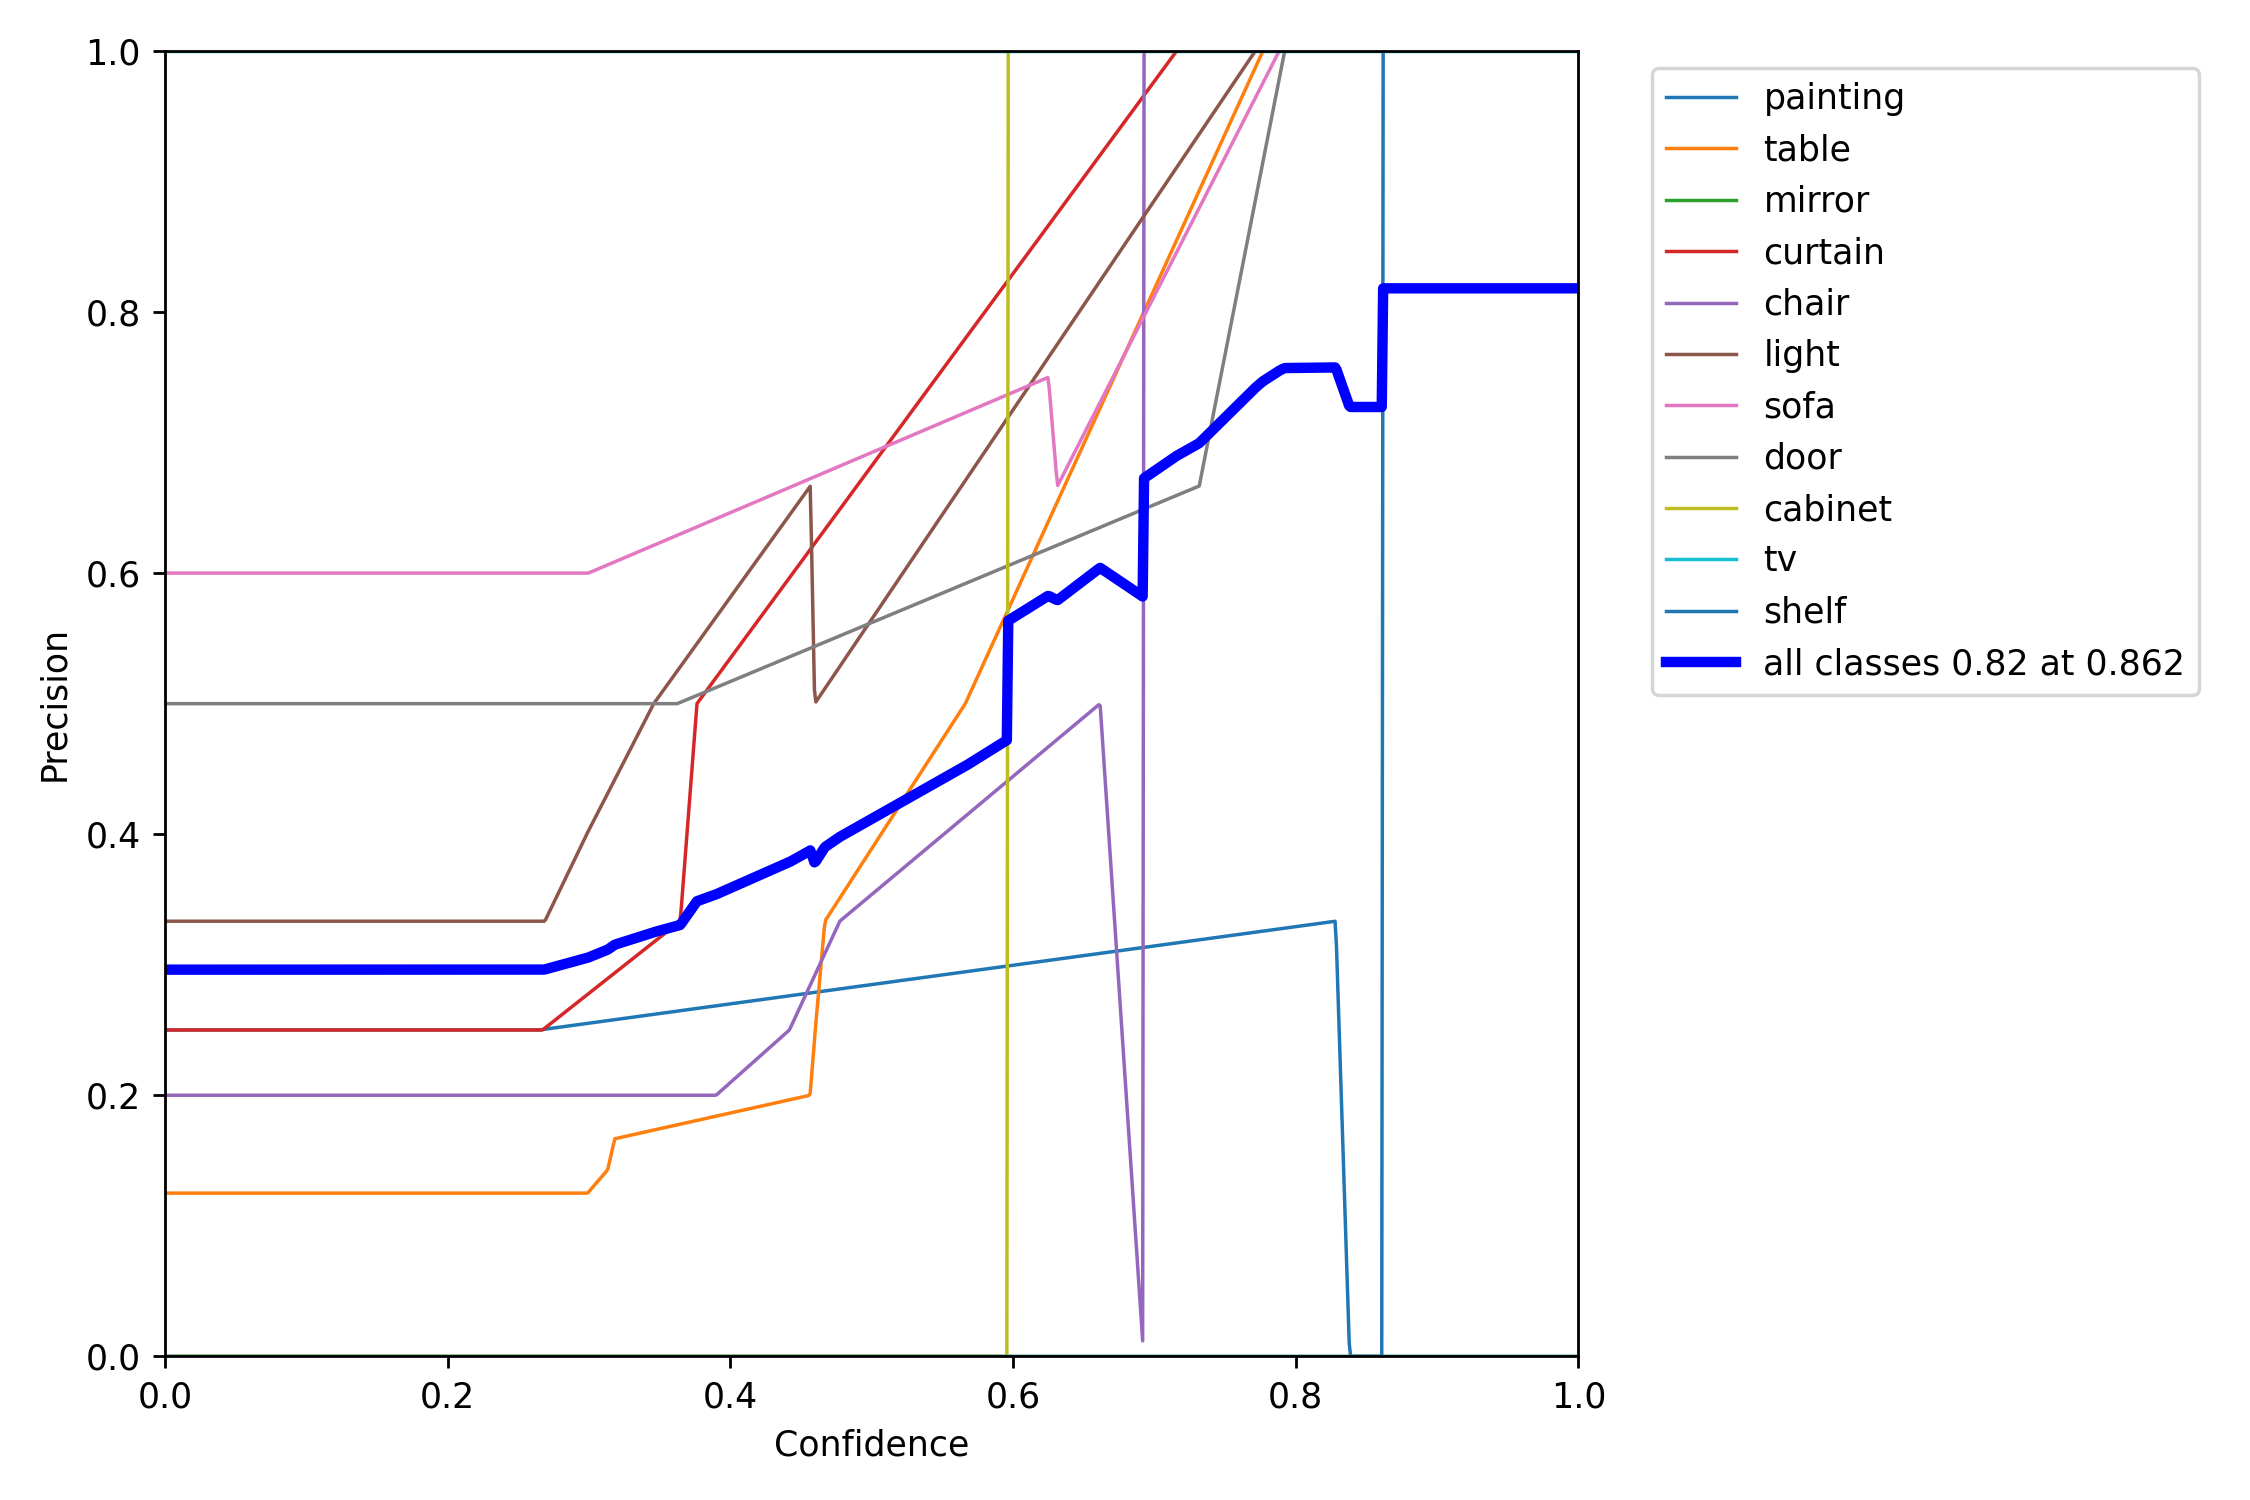 1.0
0.8
0.6
0.4
0.2
0.0
Precision
0.0 0.2 0.4 0.6 0.8 1.0
Confidence
painting
table
mirror
curtain
chair
light
sofa
door
cabinet
tv
shelf
all classes 0.82 at 0.862